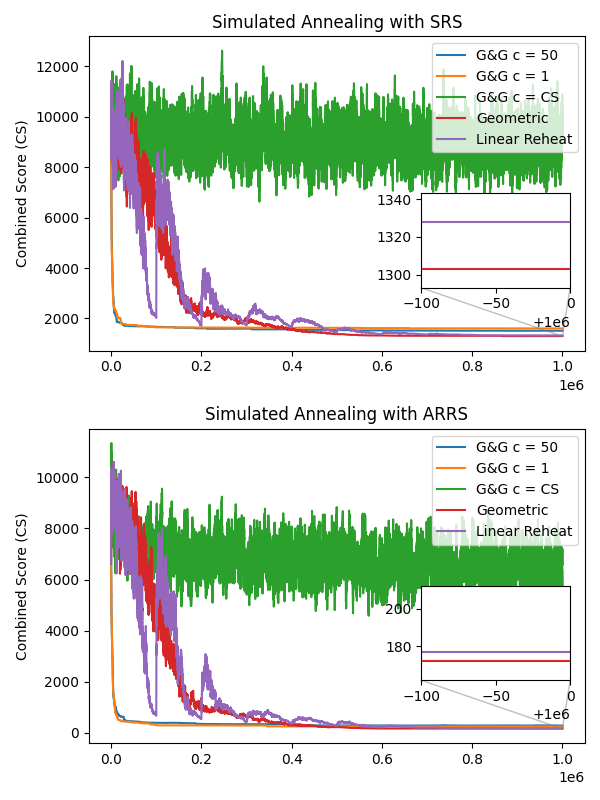 Simulated Annealing with SRS
Combined Score (CS)
12000
10000
8000
6000
4000
2000
G&G c = 50
G&G c = 1
G&G c = CS
Geometric
Linear Reheat
1340
1320
1300
−100 −50 0
+1e6
0.0 0.2 0.4 0.6 0.8 1.0
1e6
Simulated Annealing with ARRS
Combined Score (CS)
10000
8000
6000
4000
2000
0
G&G c = 50
G&G c = 1
G&G c = CS
Geometric
Linear Reheat
200
180
−100 −50 0
+1e6
0.0 0.2 0.4 0.6 0.8 1.0
1e6